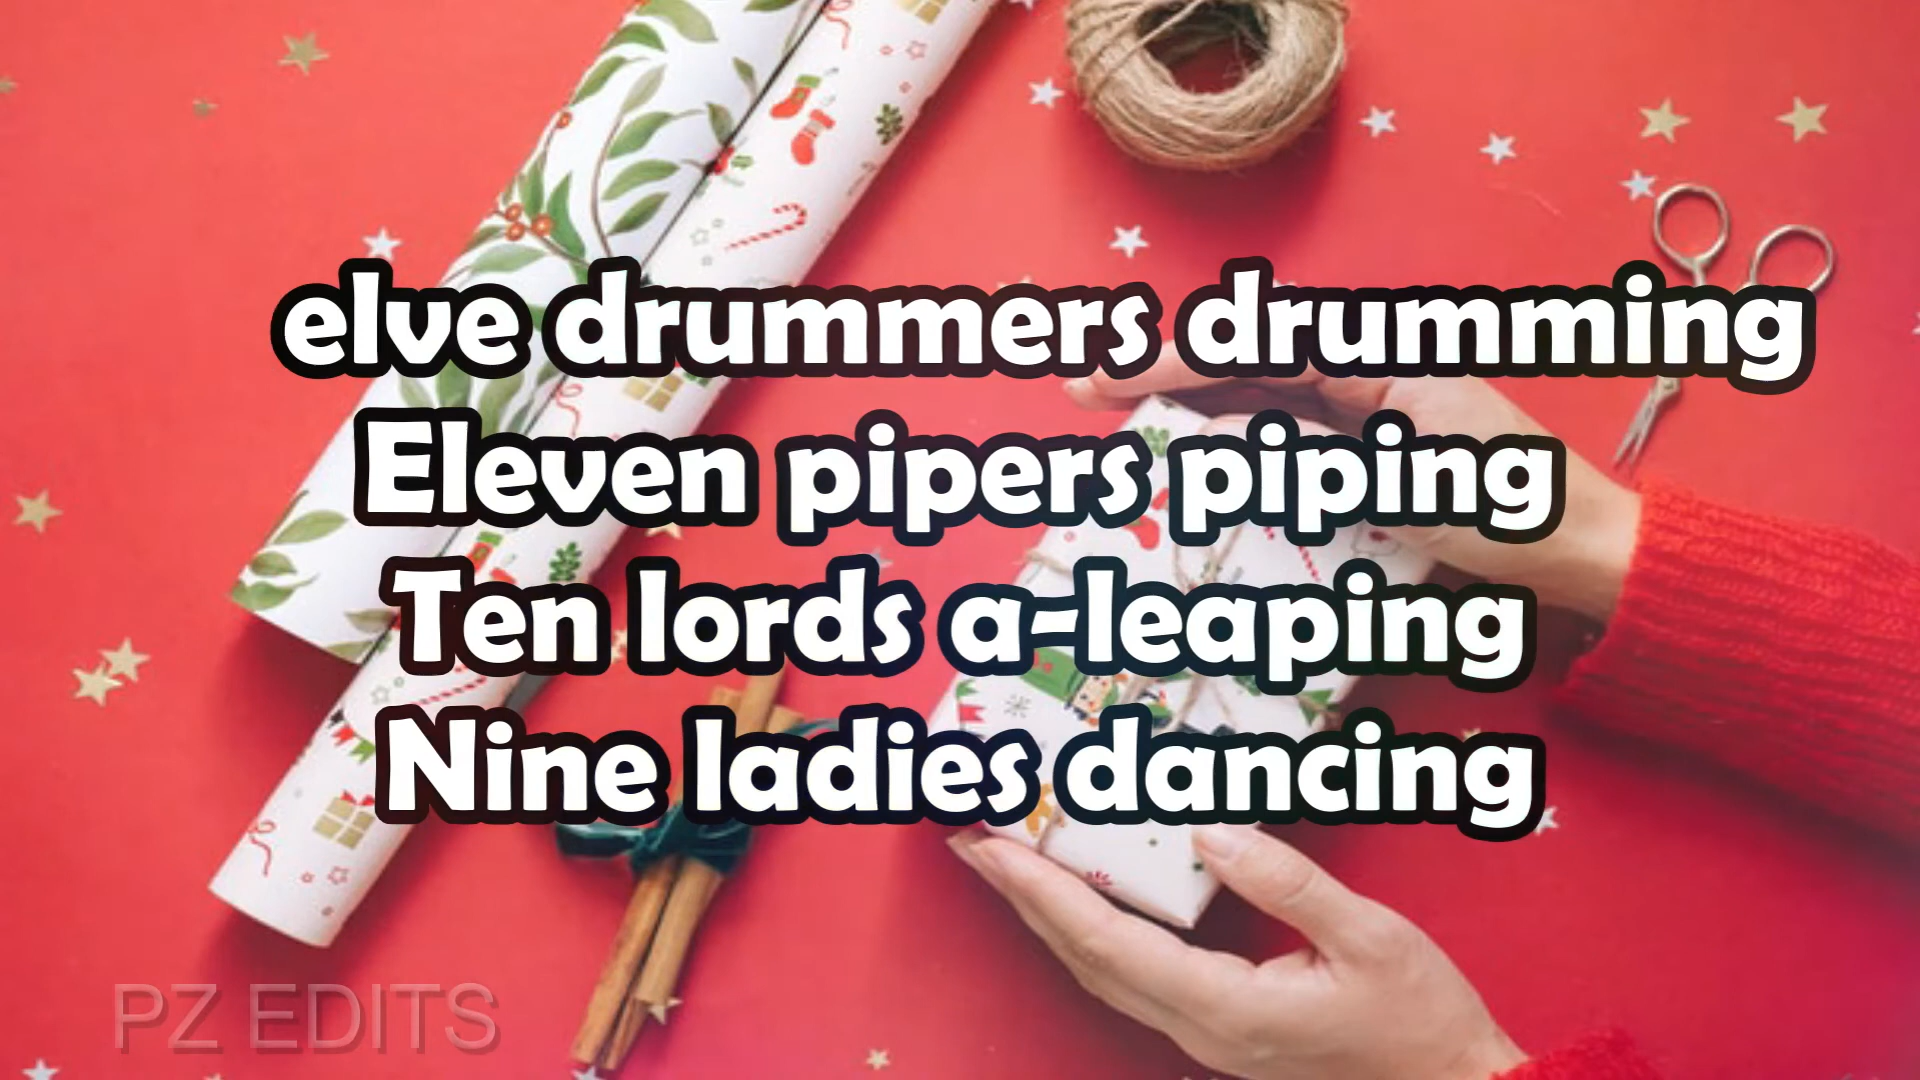 elve drummers drumming
Eleven pipers piping
Ten lords a-leaping
Nine ladies dancing
PZ EDITS